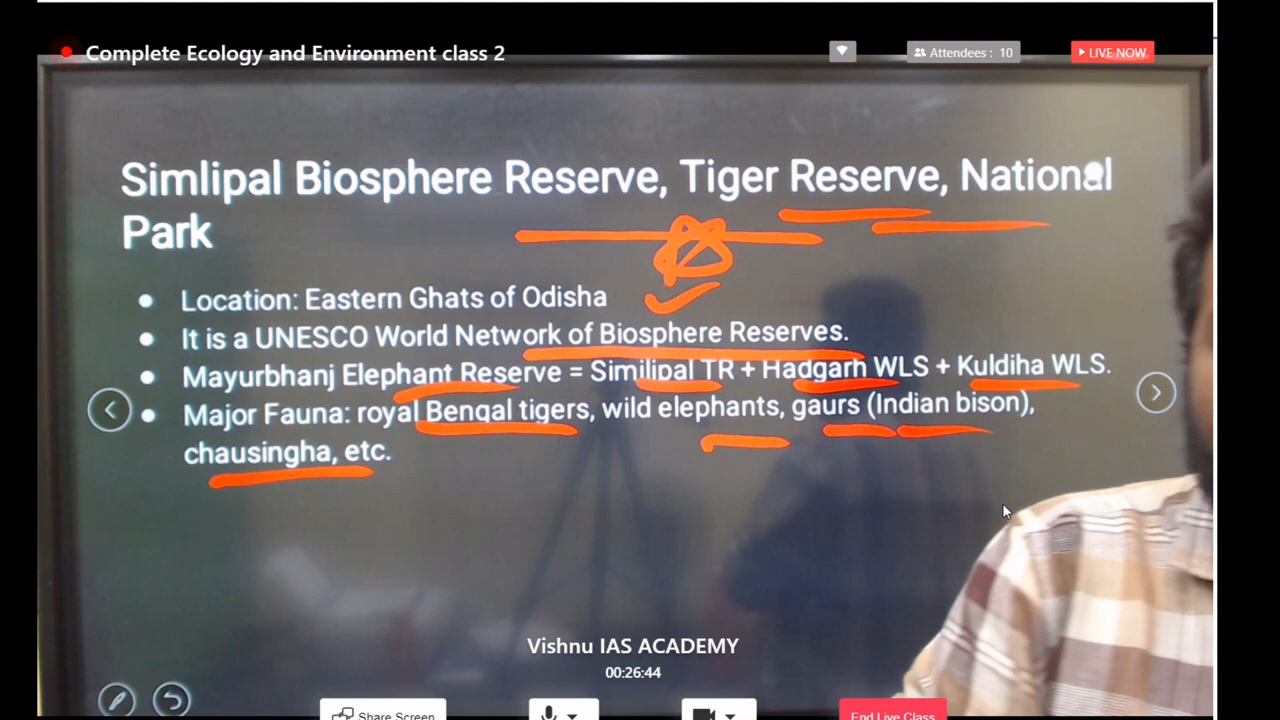 Complete Ecology and Environment class 2
Attendees : 10
LIVE NOW
Simlipal Biosphere Reserve, Tiger Reserve, National
Park
Location: Eastern Ghats of Odisha
It is a UNESCO World Network of Biosphere Reserves.
Mayurbhanj Elephant Reserve = Similipal TR + Hadgarh WLS + Kuldiha WLS.
Major Fauna: royal Bengal tigers, wild elephants, gaurs (Indian bison),
chausingha, etc.
Vishnu IAS ACADEMY
00:26:44
Share Screen
End Live Class